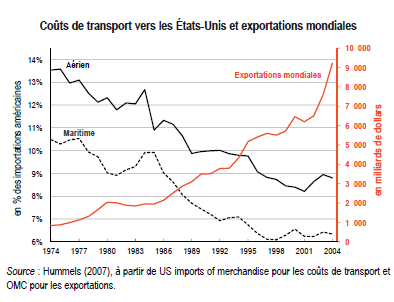 Coûts de transport vers les États-Unis et exportations mondiales
14%
13%
12%
11%
10%
9%
8%
7%
6%
en % des importations américaines
Aérien
Maritime
Exportations mondiales
10 000
9 000
8 000
7 000
6 000
5 000
4 000
3 000
2 000
1 000
0
en milliards de dollars
1974 1977 1980 1983 1986 1989 1992 1995 1998 2001 2004
Source : Hummels (2007), à partir de US imports of merchandise pour les coûts de transport et
OMC pour les exportations.